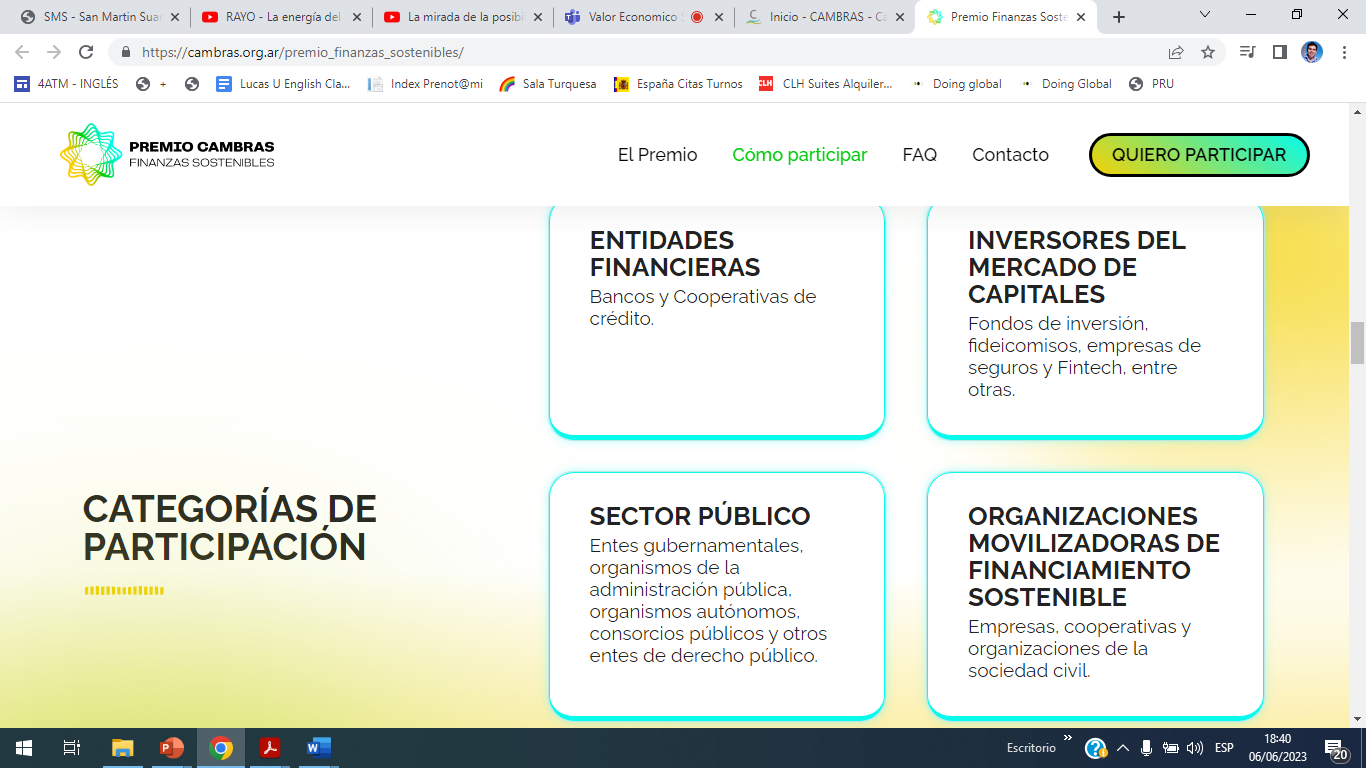 SMS - San Martin Sua
RAYO - La energía del
La mirada de la posib
Valor Economico
Inicio - CAMBRAS - C
Premio Finanzas Soste
https://cambras.org.ar/premio_finanzas_sostenibles/
4ATM - INGLÉS
+
Lucas U English Cla...
Index Prenot@mi
Sala Turquesa
España Citas Turnos
CLH
CLH Suites Alquiler...
Doing global
Doing Global
PRU
PREMIO CAMBRAS
FINANZAS SOSTENIBLES
El Premio
Cómo participar
FAQ
Contacto
QUIERO PARTICIPAR
CATEGORÍAS DE
PARTICIPACIÓN
ENTIDADES
FINANCIERAS
Bancos y Cooperativas de
crédito.
INVERSORES DEL
MERCADO DE
CAPITALES
Fondos de inversión,
fideicomisos, empresas de
seguros y Fintech, entre
otras.
SECTOR PÚBLICO
Entes gubernamentales,
organismos de la
administración pública,
organismos autónomos,
consorcios públicos y otros
entes de derecho público.
ORGANIZACIONES
MOVILIZADORAS DE
FINANCIAMIENTO
SOSTENIBLE
Empresas, cooperativas y
organizaciones de la
sociedad civil.
Escritorio
ESP
18:40
06/06/2023
20